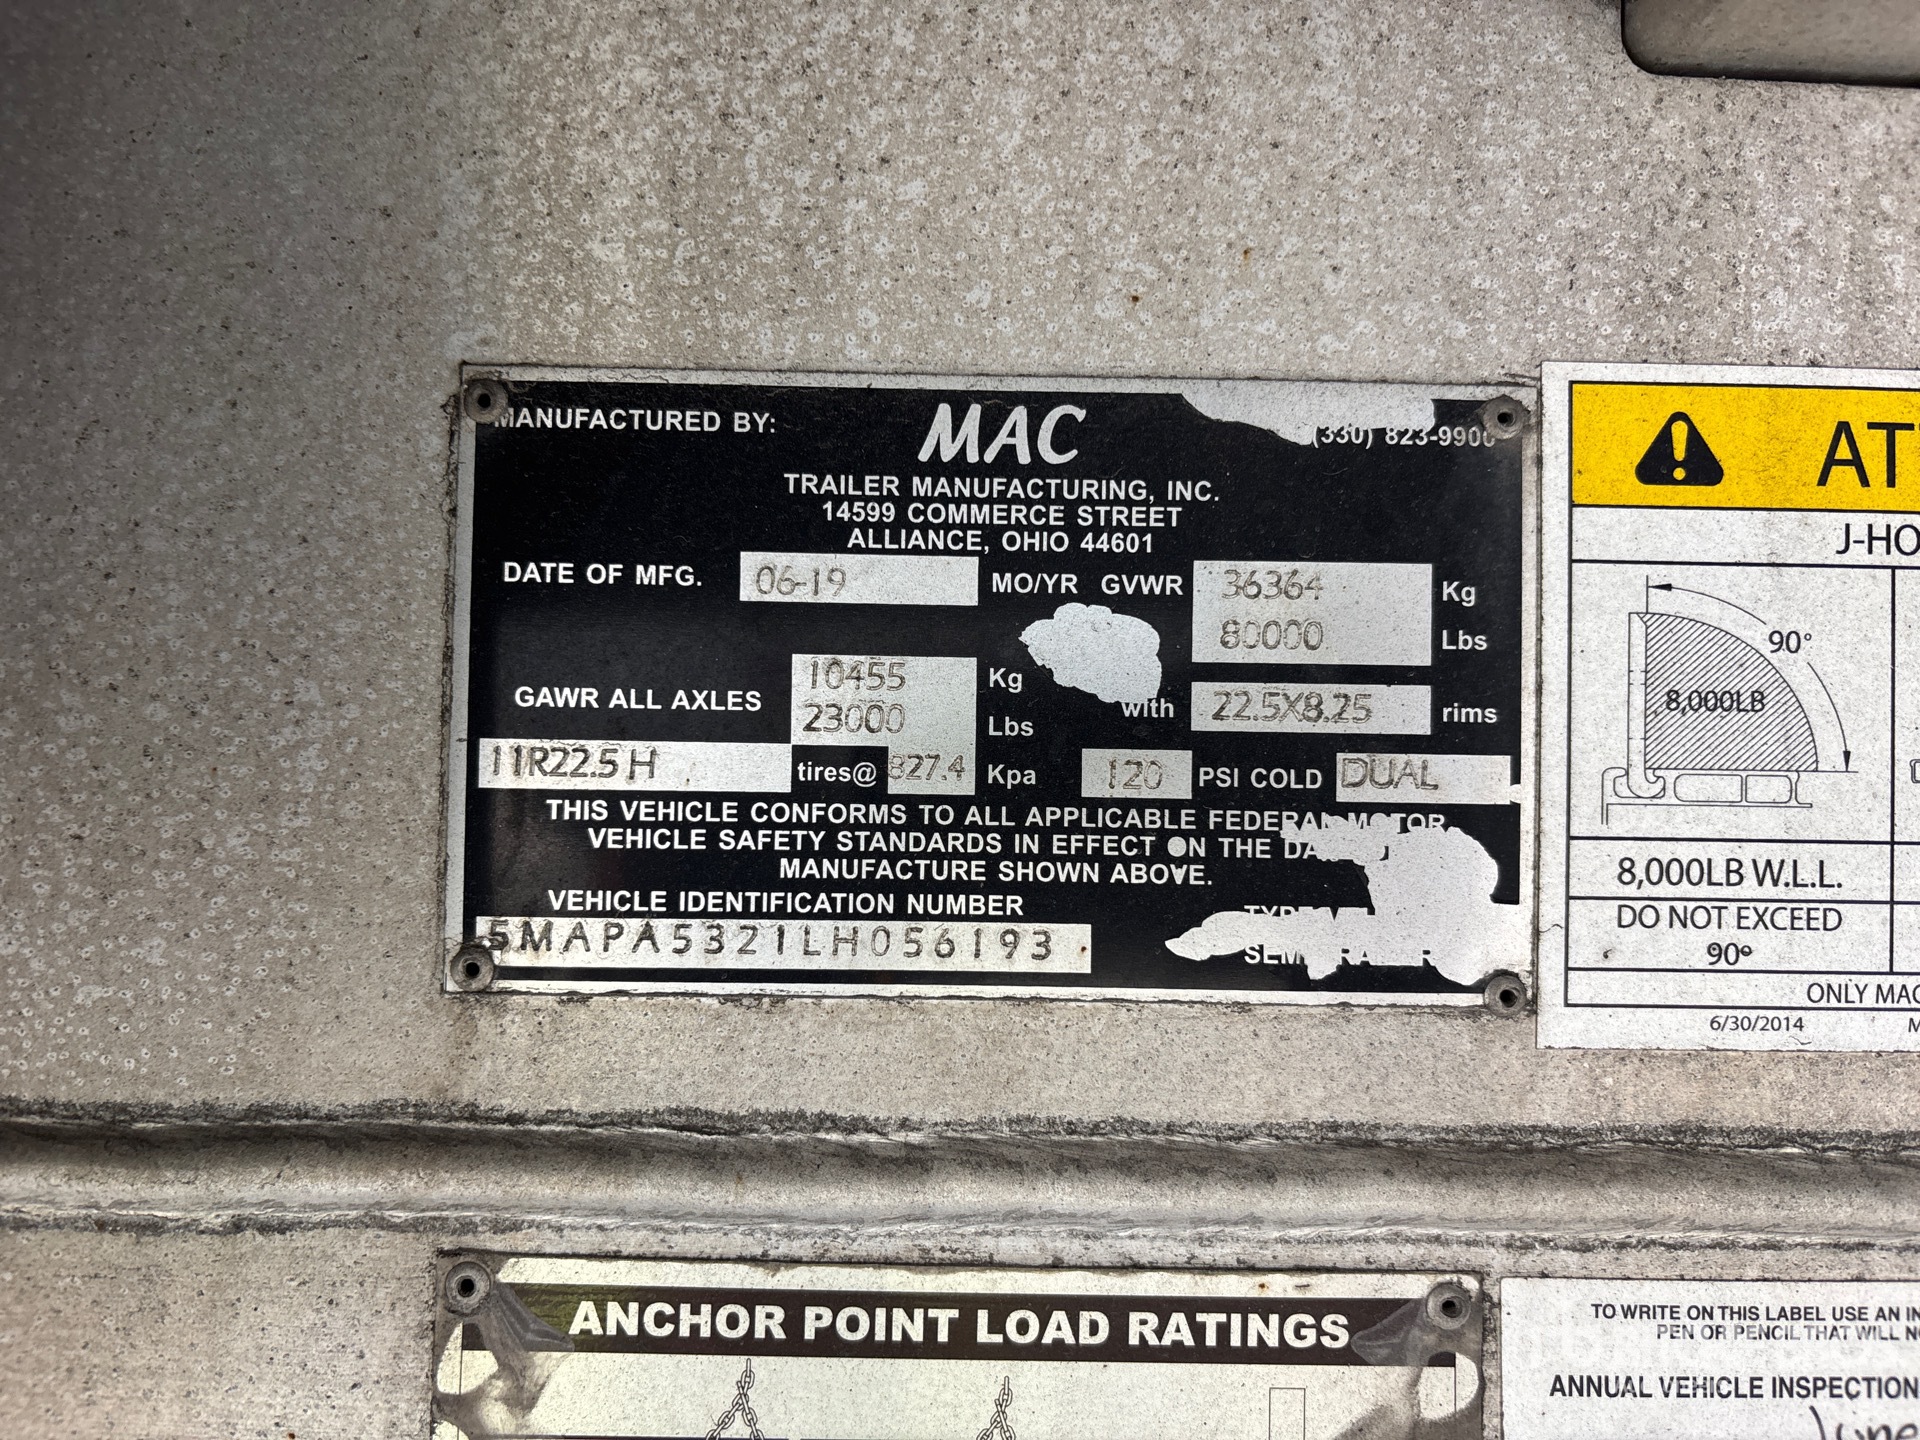 MANUFACTURED BY:
MAC
(330) 823-9900
TRAILER MANUFACTURING, INC.
14599 COMMERCE STREET
ALLIANCE, OHIO 44601
DATE OF MFG. 06-19 MO/YR GVWR 36364 Kg
80000 Lbs
GAWR ALL AXLES 10455 Kg
23000 Lbs
with 22.5X8.25 rims
11R22.5 H tires@ 827.4 Kpa 120 PSI COLD DUAL
THIS VEHICLE CONFORMS TO ALL APPLICABLE FEDERAL MOTOR
VEHICLE SAFETY STANDARDS IN EFFECT ON THE DA
MANUFACTURE SHOWN ABOVE.
VEHICLE IDENTIFICATION NUMBER
5MAPA5321LH056193
J-HO
90°
8,000LB
8,000LB W.L.L.
DO NOT EXCEED
90°
ONLY MAC
6/30/2014
ANCHOR POINT LOAD RATINGS
TO WRITE ON THIS LABEL USE AN
PEN OR PENCIL THAT WILL
ANNUAL VEHICLE INSPECTION
June